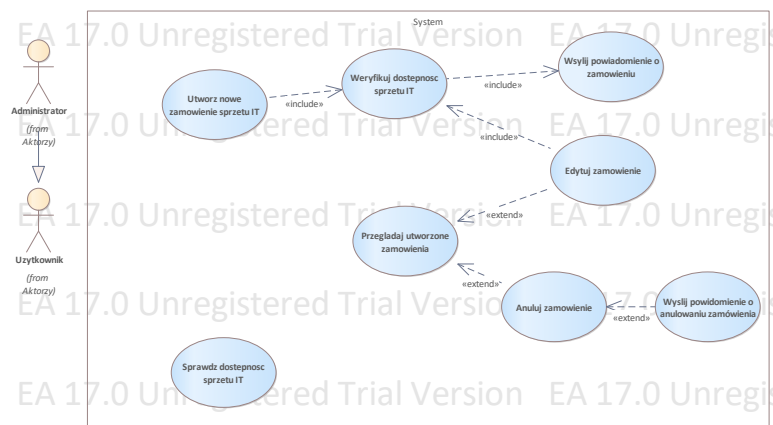 System
EA 17.0 Unregistered Trial Version EA 17.0 Unregis
Administrator
(from
Aktorzy)
Utworz nowe
zamowienie sprzetu IT
«include»
Weryfikuj dostepnosc
sprzetu IT
«include»
Wsylij powiadomienie o
zamowieniu
EA 17.0 Unregistered Trial Version EA 17.0 Unregis
«include»
Edytuj zamowienie
EA 17.0 Unregistered Trial Version EA 17.0 Unregis
Uzytkownik
(from
Aktorzy)
«extend»
Przegladaj utworzone
zamowienia
«extend»
EA 17.0 Unregistered Trial Version EA 17.0 Unregis
Anuluj zamowienie
«extend»
Wyslij powidomienie o
anulowaniu zamówienia
Sprawdz dostepnosc
sprzetu IT
EA 17.0 Unregistered Trial Version EA 17.0 Unregis